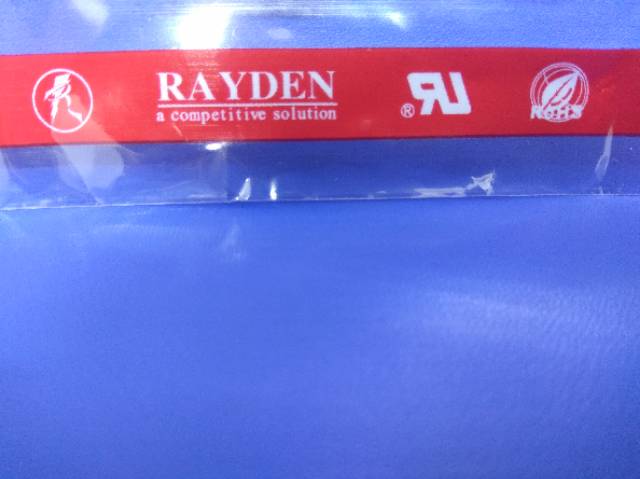 RAYDEN
a competitive solution
®
RoHS